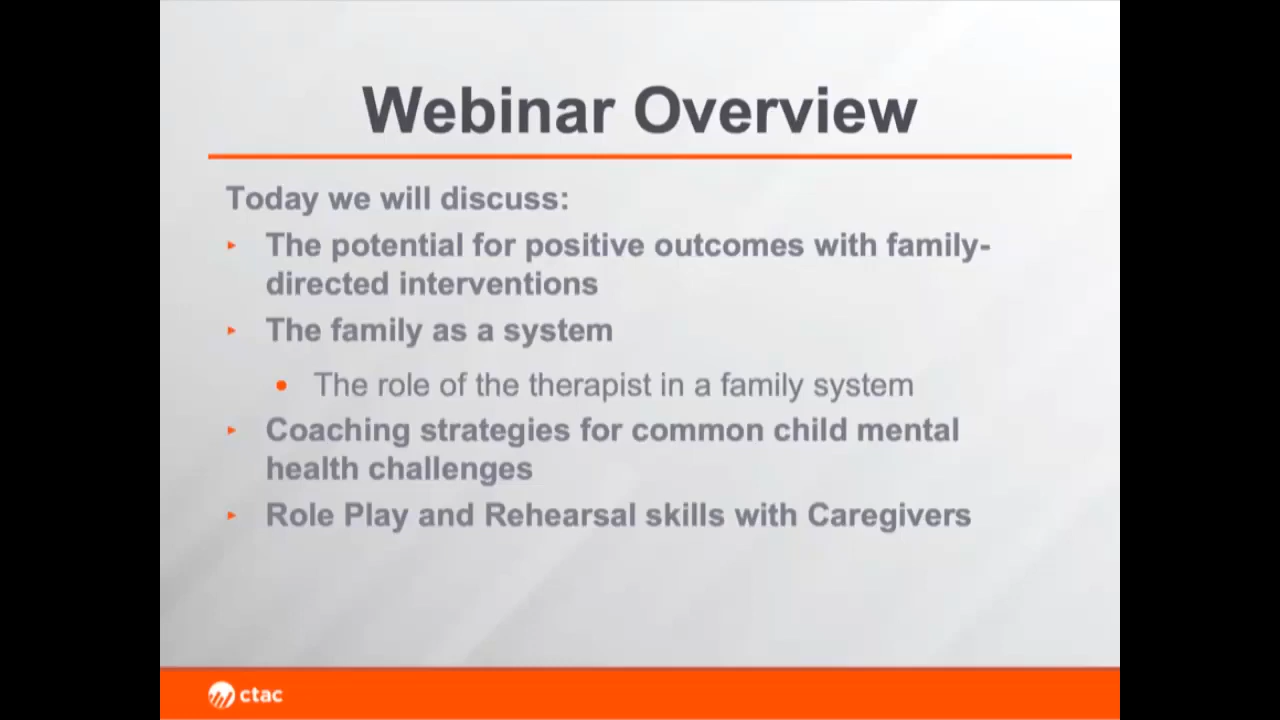 Webinar Overview
Today we will discuss:
The potential for positive outcomes with family-
directed interventions
The family as a system
The role of the therapist in a family system
Coaching strategies for common child mental
health challenges
Role Play and Rehearsal skills with Caregivers
ctac